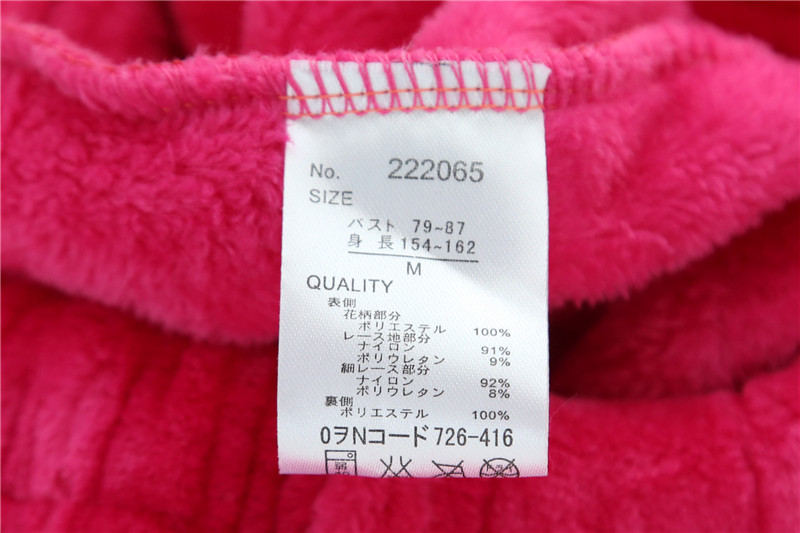 No. 222065
SIZE
バスト 79~87
身長 154~162
M
QUALITY
表側
花柄部分
ポリエステル 100%
レース地部分
ナイロン 91%
ポリウレタン 9%
細レース部分
ナイロン 92%
ポリウレタン 8%
裏側
ポリエステル 100%
0ヲNコード726-416